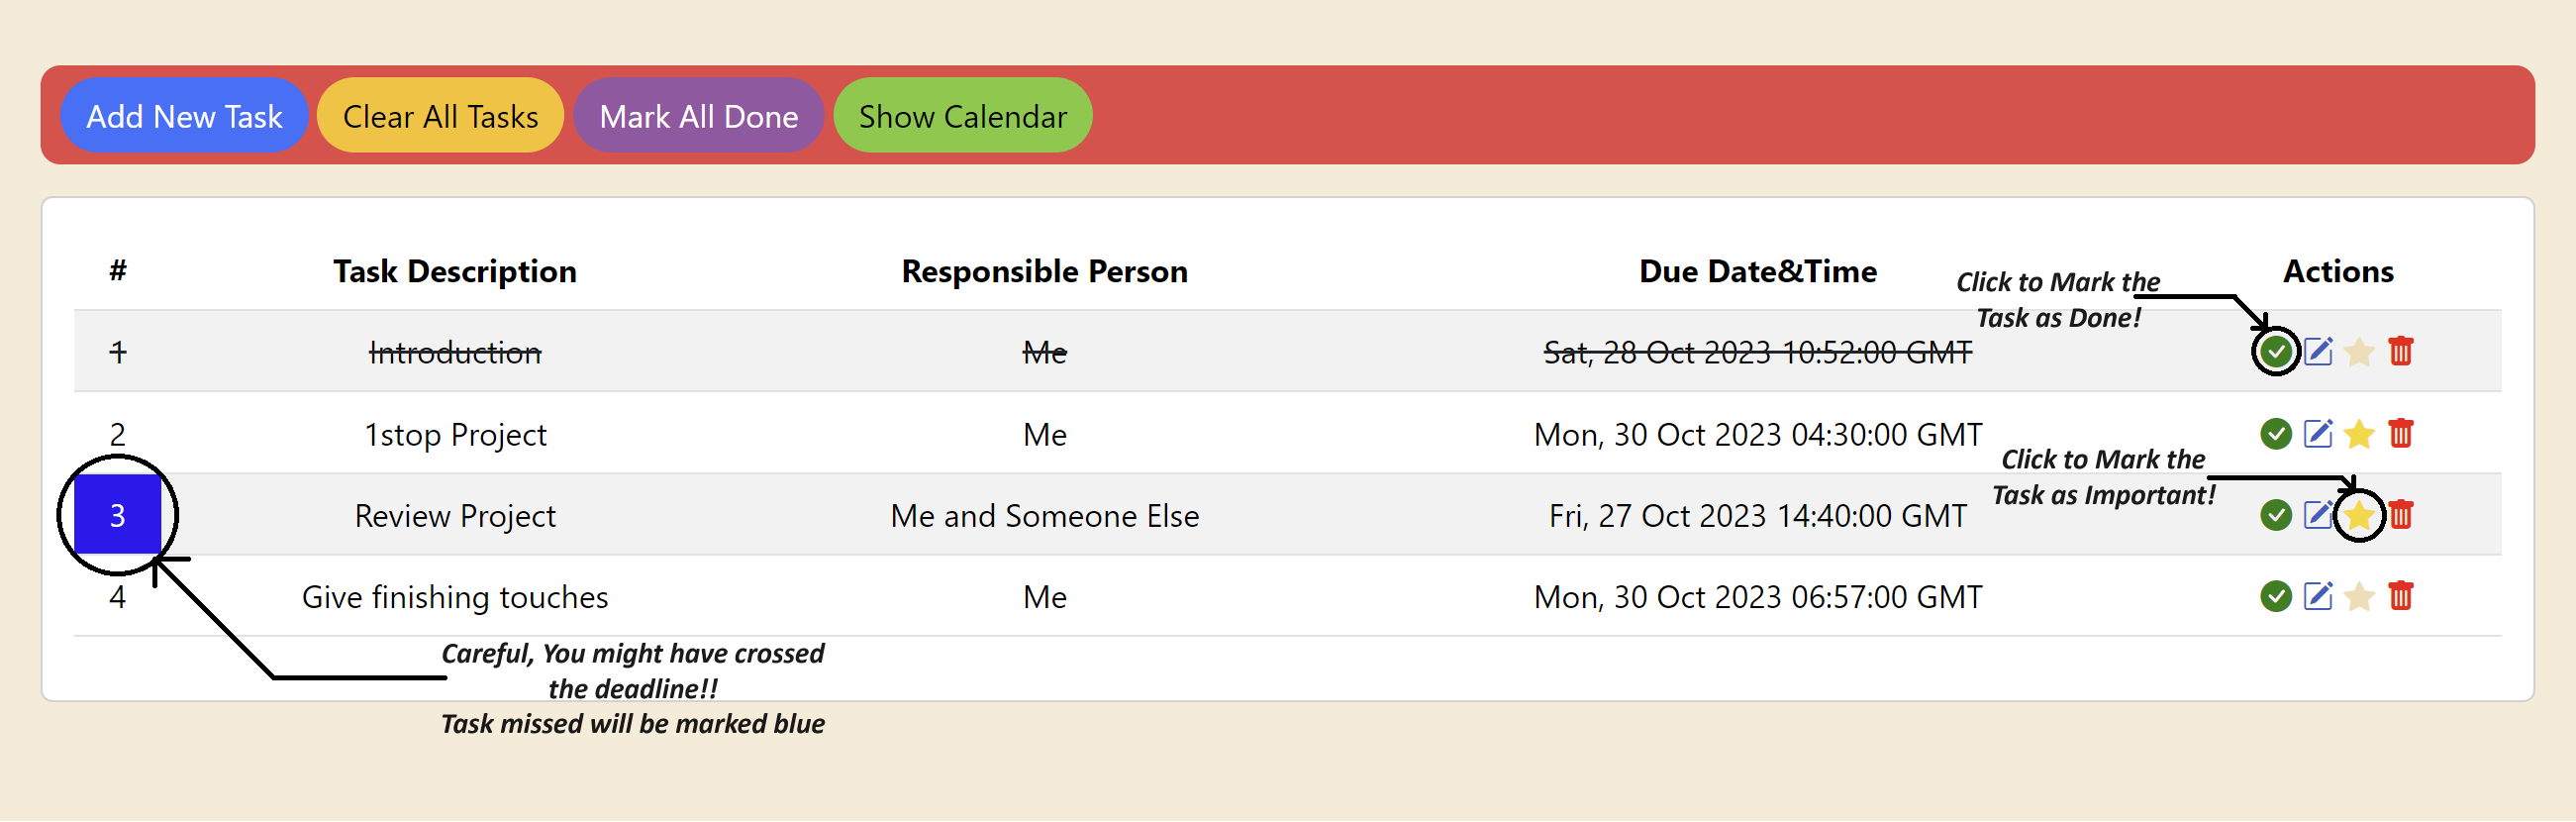 Add New Task Clear All Tasks Mark All Done Show Calendar
# Task Description Responsible Person Due Date&Time Actions
Click to Mark the
Task as Done!
1 Introduction Me Sat, 28 Oct 2023 10:52:00 GMT
2 1stop Project Me Mon, 30 Oct 2023 04:30:00 GMT
Click to Mark the
Task as Important!
3 Review Project Me and Someone Else Fri, 27 Oct 2023 14:40:00 GMT
4 Give finishing touches Me Mon, 30 Oct 2023 06:57:00 GMT
Careful, You might have crossed
the deadline!!
Task missed will be marked blue